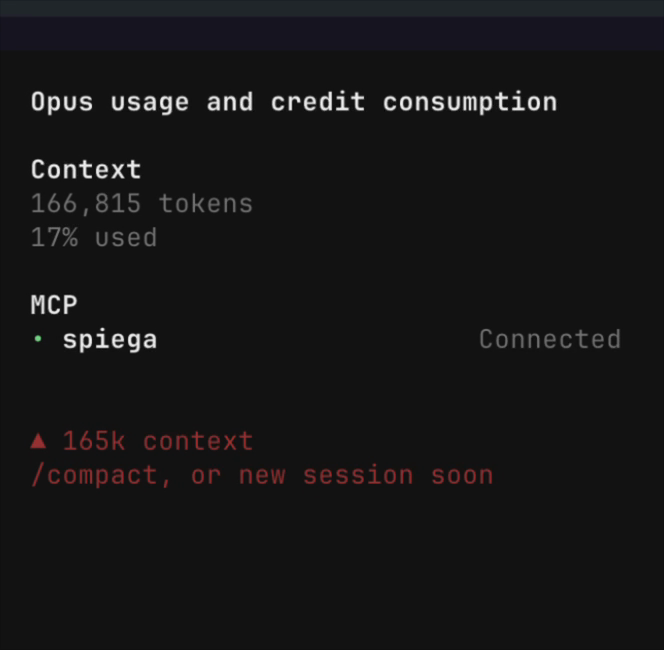 Opus usage and credit consumption
Context
166,815 tokens
17% used
MCP
• spiega Connected
▲ 165k context
/compact, or new session soon